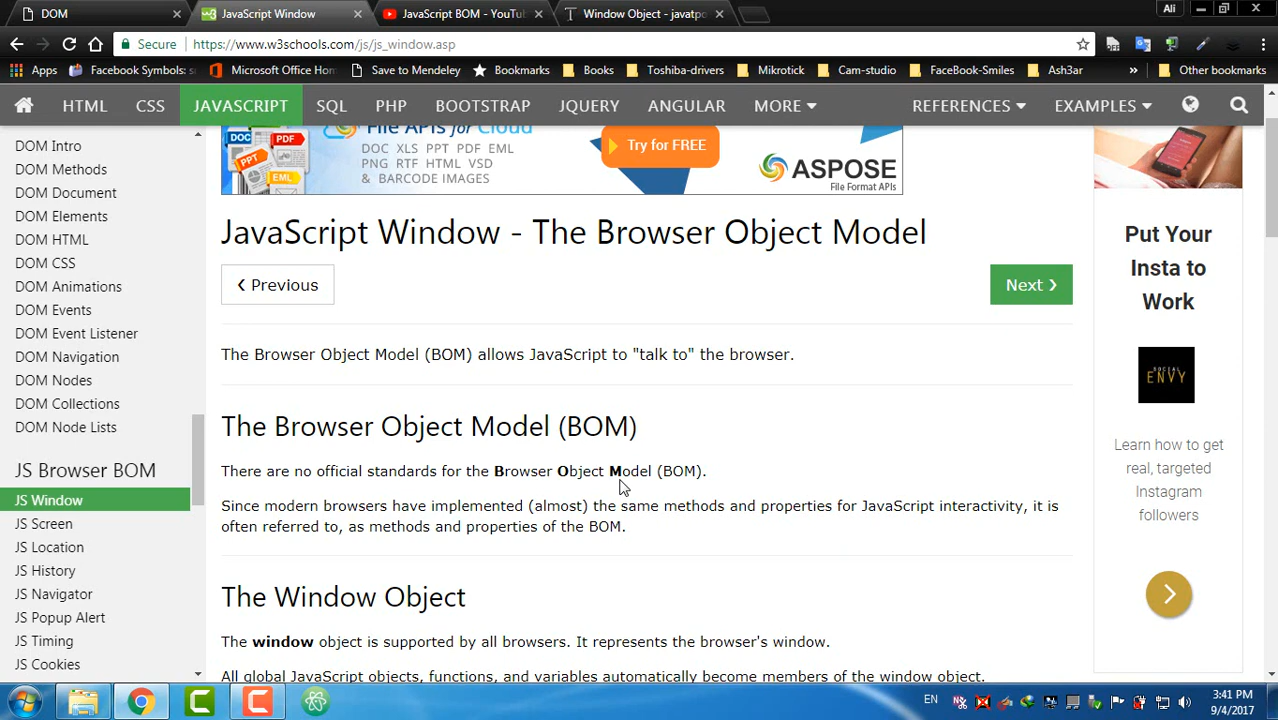 DOM
JavaScript Window
JavaScript BOM - YouTu
Window Object - javatpo
Ali
Secure
https://www.w3schools.com/js/js_window.asp
Apps
Facebook Symbols: s
Microsoft Office Hom
Save to Mendeley
Bookmarks
Books
Toshiba-drivers
Mikrotick
Cam-studio
FaceBook-Smiles
Ash3ar
»
Other bookmarks
HTML
CSS
JAVASCRIPT
SQL
PHP
BOOTSTRAP
JQUERY
ANGULAR
MORE
REFERENCES
EXAMPLES
DOM Intro
DOM Methods
DOM Document
DOM Elements
DOM HTML
DOM CSS
DOM Animations
DOM Events
DOM Event Listener
DOM Navigation
DOM Nodes
DOM Collections
DOM Node Lists
JS Browser BOM
JS Window
JS Screen
JS Location
JS History
JS Navigator
JS Popup Alert
JS Timing
JS Cookies
DOC
PDF
PPT
VSD
File APIs for Cloud
DOC XLS PPT PDF EML
PNG RTF HTML VSD
& BARCODE IMAGES
Try for FREE
ASPOSE
File Format APIs
JavaScript Window - The Browser Object Model
❮ Previous
Next ❯
The Browser Object Model (BOM) allows JavaScript to "talk to" the browser.
The Browser Object Model (BOM)
There are no official standards for the Browser Object Model (BOM).
Since modern browsers have implemented (almost) the same methods and properties for JavaScript interactivity, it is
often referred to, as methods and properties of the BOM.
The Window Object
The window object is supported by all browsers. It represents the browser's window.
All global JavaScript objects, functions, and variables automatically become members of the window object.
Put Your
Insta to
Work
SOCIAL
ENVY
Learn how to get
real, targeted
Instagram
followers
EN
3:41 PM
9/4/2017